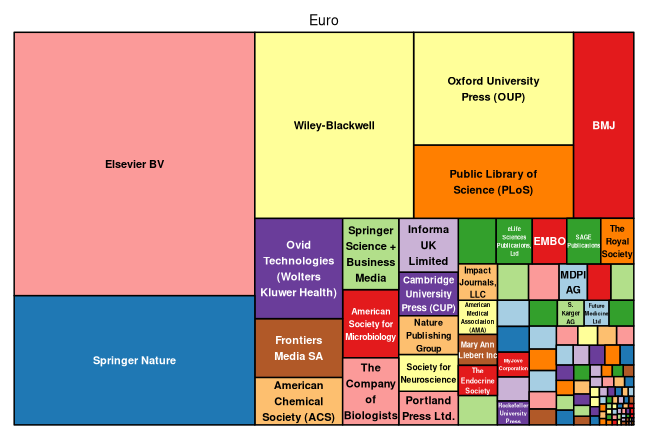 Euro
Elsevier BV
Springer Nature
Wiley-Blackwell
Oxford University
Press (OUP)
Public Library of
Science (PLoS)
BMJ
Ovid
Technologies
(Wolters
Kluwer Health)
Frontiers
Media SA
American
Chemical
Society (ACS)
Springer
Science +
Business
Media
American
Society for
Microbiology
The
Company
of
Biologists
Informa
UK
Limited
Cambridge
University
Press (CUP)
Nature
Publishing
Group
Society for
Neuroscience
Portland
Press Ltd.
eLife
Sciences
Publications,
Ltd
EMBO
SAGE
Publications
The
Royal
Society
Impact
Journals,
LLC
American
Medical
Association
(AMA)
Mary Ann
Liebert Inc
The
Endocrine
Society
MyJove
Corporation
Rockefeller
University
Press
MDPI
AG
S.
Karger
AG
Future
Medicine
Ltd